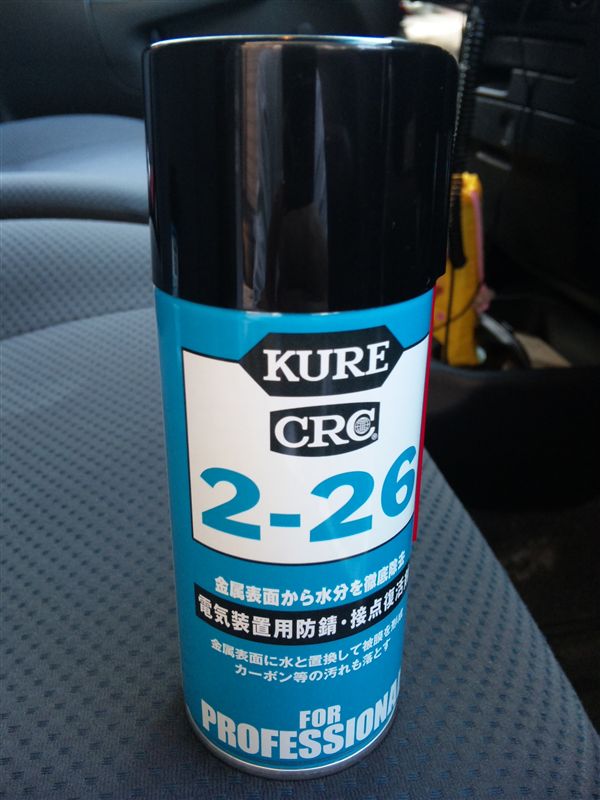 KURE
CRC®
2-26
金属表面から水分を徹底除去
電気装置用防錆・接点復活剤
金属表面に水と置換して被膜を形成
カーボン等の汚れも落とす
FOR
PROFESSIONAL